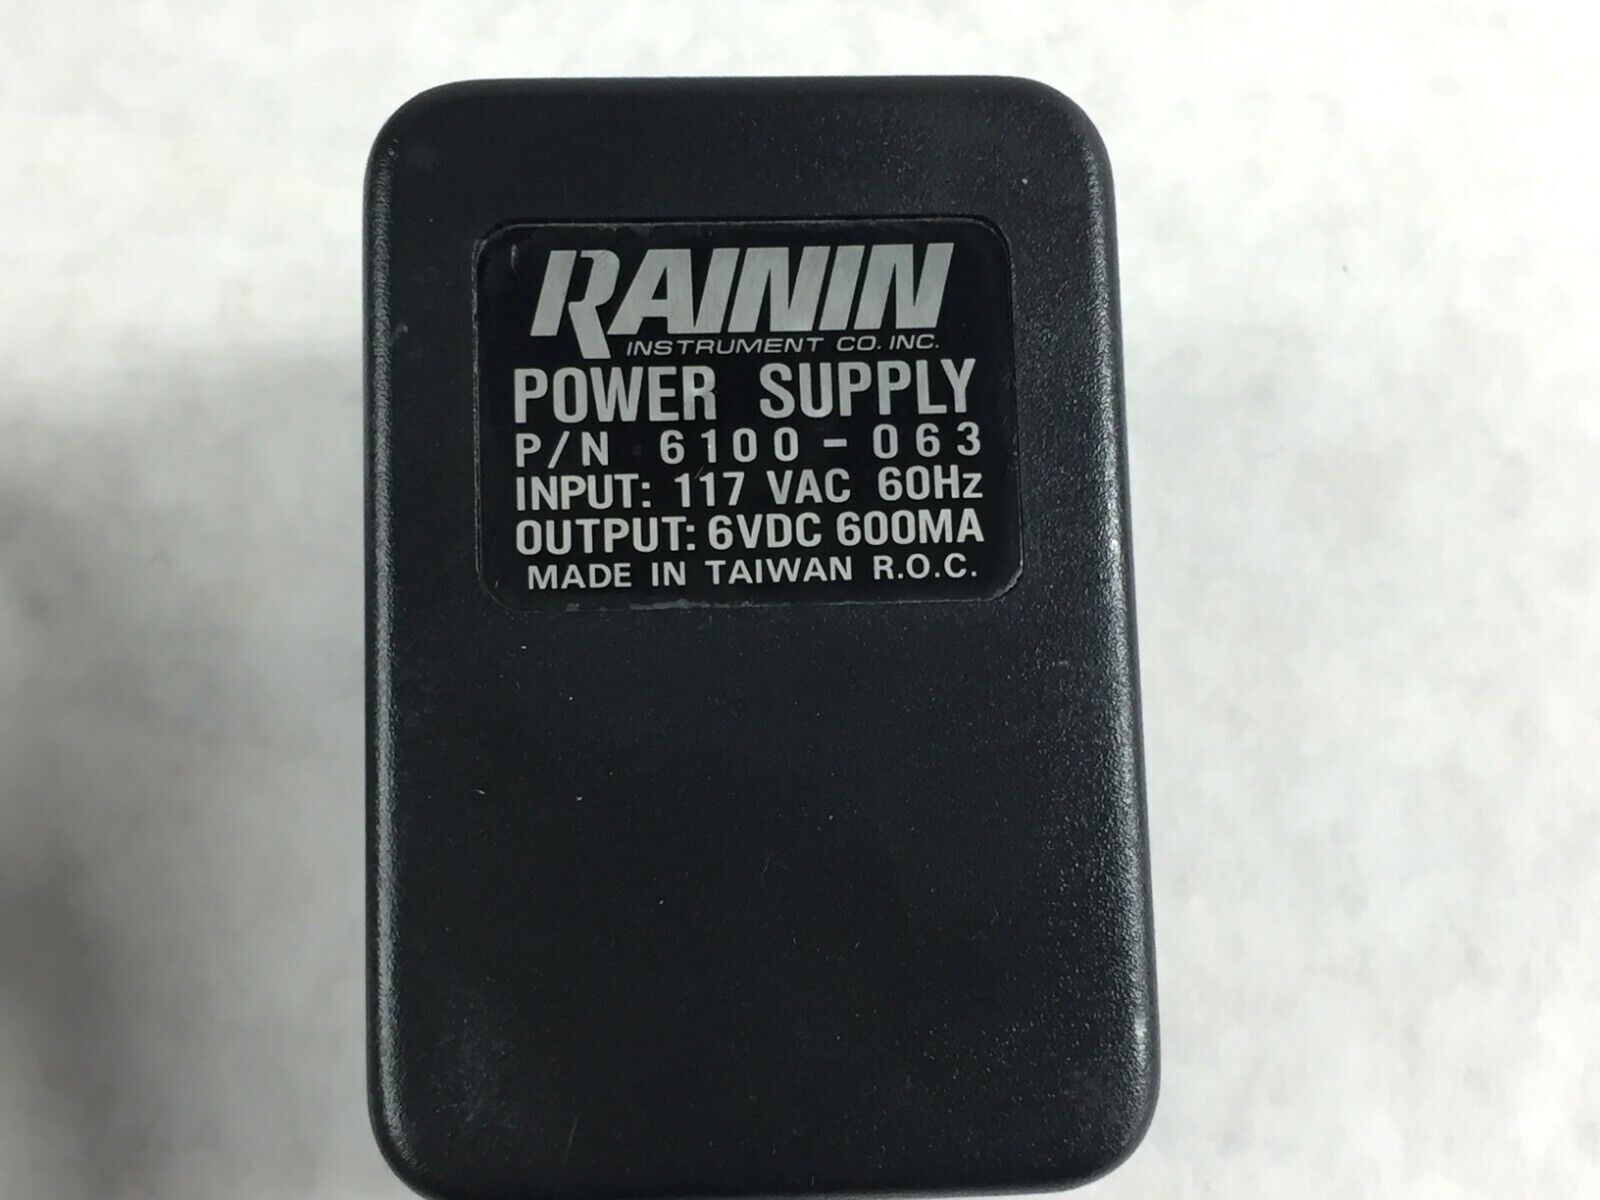 RAININ
INSTRUMENT CO. INC.
POWER SUPPLY
P/N 6100-063
INPUT: 117 VAC 60Hz
OUTPUT: 6VDC 600MA
MADE IN TAIWAN R.O.C.